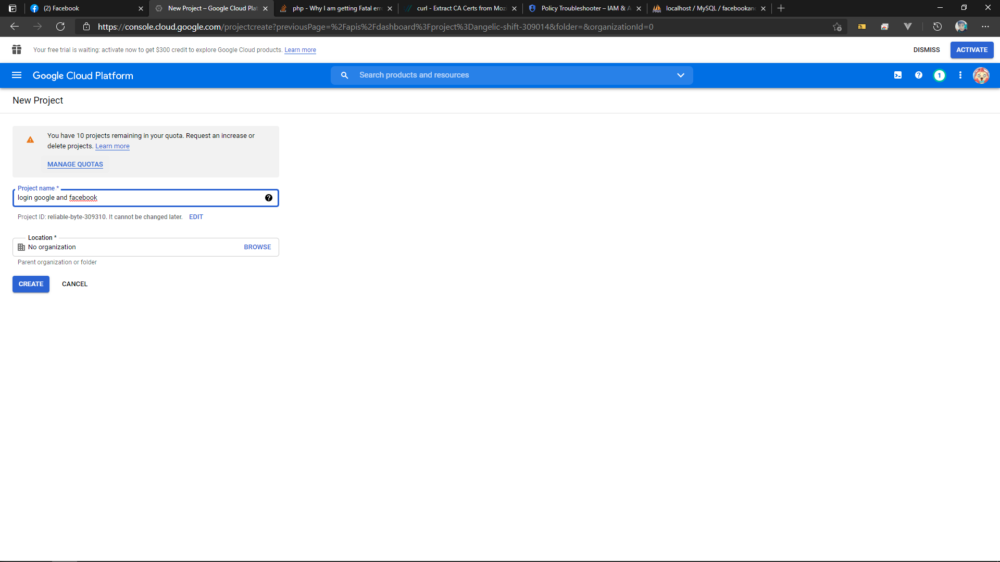 (2) Facebook
New Project – Google Cloud Plat
php - Why I am getting Fatal erro
curl - Extract CA Certs from Mozi
Policy Troubleshooter – IAM & A
localhost / MySQL / facebookand
https://console.cloud.google.com/projectcreate?previousPage=%2Fapis%2Fdashboard%3Fproject%3Dangelic-shift-309014&folder=&organizationId=0
Your free trial is waiting: activate now to get $300 credit to explore Google Cloud products. Learn more
DISMISS
ACTIVATE
Google Cloud Platform
Search products and resources
1
New Project
You have 10 projects remaining in your quota. Request an increase or
delete projects. Learn more
MANAGE QUOTAS
Project name *
login google and facebook
Project ID: reliable-byte-309310. It cannot be changed later. EDIT
Location *
No organization
BROWSE
Parent organization or folder
CREATE
CANCEL